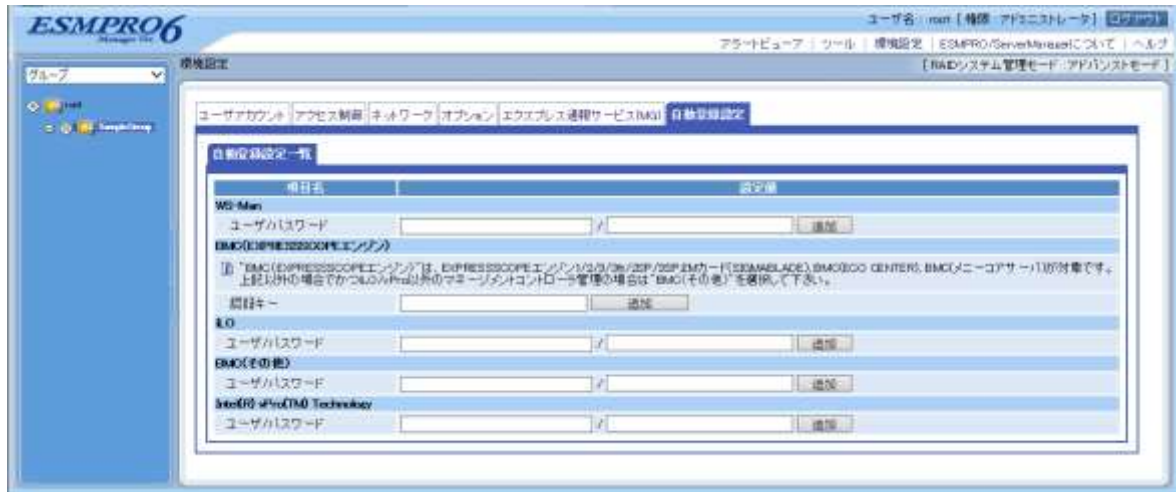 ESMPRO6
Manager Ver.
ユーザ名 : root [ 権限 アドミニストレータ ] ログアウト
アラートビューア | ツール | 環境設定 | ESMPRO/ServerManagerについて | ヘルプ
環境設定
[ RAIDシステム管理モード アドバンストモード ]
グループ
root
SampleGroup
ユーザアカウント アクセス制御 ネットワーク オプション エクスプレス通報サービス(MG) 自動登録設定
自動登録設定一覧
項目名 設定値
WS-Man
ユーザ/パスワード / 追加
BMC(EXPRESSSCOPEエンジン)
"BMC(EXPRESSSCOPEエンジン)"は、EXPRESSSCOPEエンジン1/2/3/3ft/2SP/3SP,EMカード(SIGMABLADE),BMC(ECO CENTER), BMC(メニーコアサーバ)が対象です。
上記以外の場合でかつiLO/vPro以外のマネージメントコントローラ管理の場合は"BMC(その他)"を選択して下さい。
認証キー 追加
iLO
ユーザ/パスワード / 追加
BMC(その他)
ユーザ/パスワード / 追加
Intel(R) vPro(TM) Technology
ユーザ/パスワード / 追加